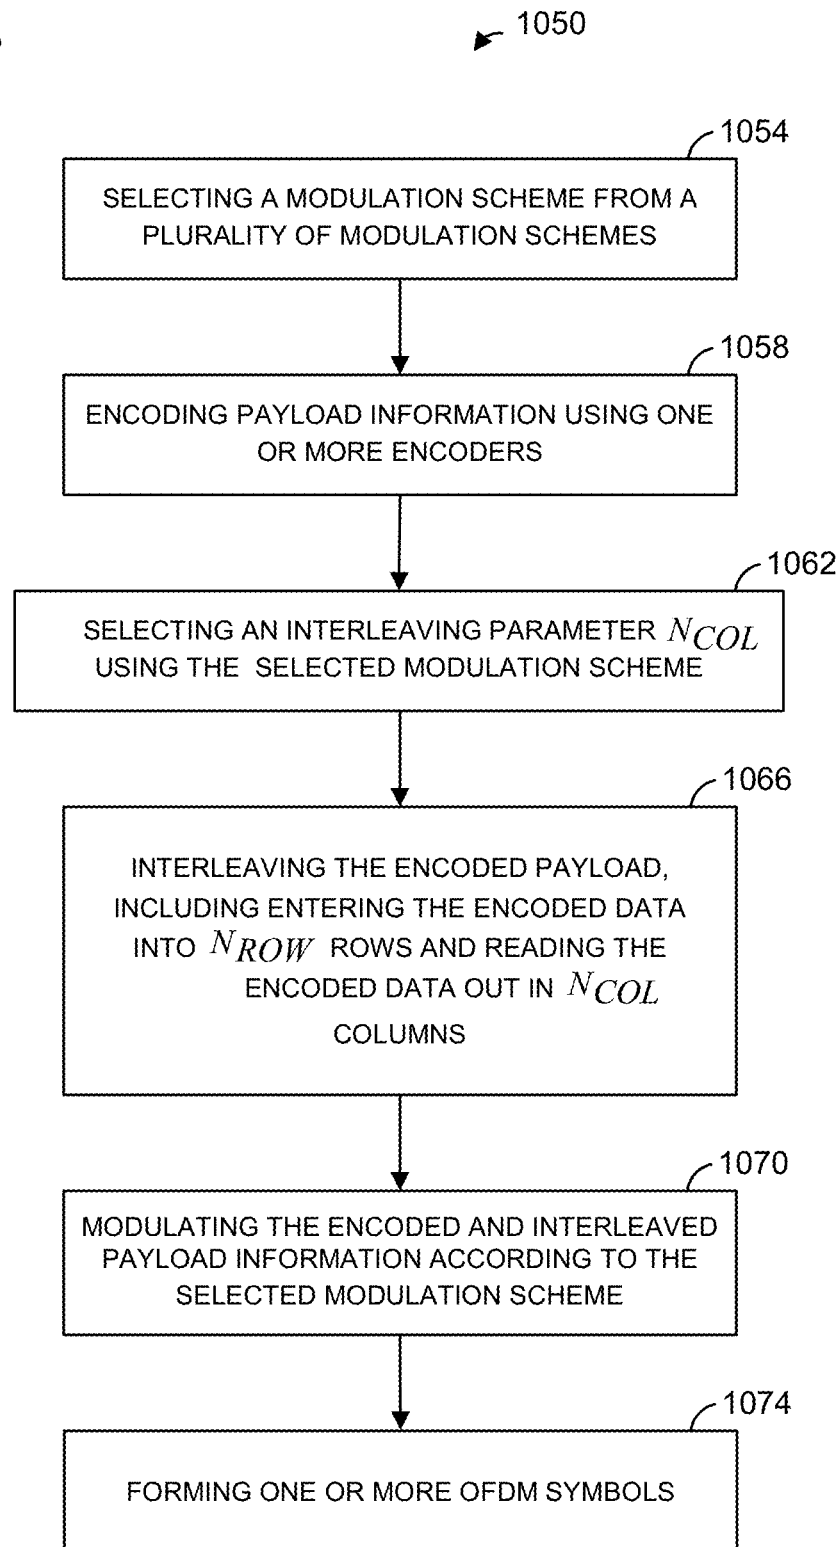 1050
1054
SELECTING A MODULATION SCHEME FROM A
PLURALITY OF MODULATION SCHEMES
1058
ENCODING PAYLOAD INFORMATION USING ONE
OR MORE ENCODERS
1062
SELECTING AN INTERLEAVING PARAMETER N_COL
USING THE SELECTED MODULATION SCHEME
1066
INTERLEAVING THE ENCODED PAYLOAD,
INCLUDING ENTERING THE ENCODED DATA
INTO N_ROW ROWS AND READING THE
ENCODED DATA OUT IN N_COL
COLUMNS
1070
MODULATING THE ENCODED AND INTERLEAVED
PAYLOAD INFORMATION ACCORDING TO THE
SELECTED MODULATION SCHEME
1074
FORMING ONE OR MORE OFDM SYMBOLS